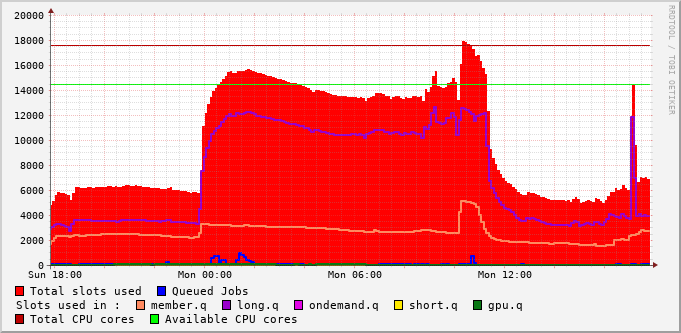 20000
18000
16000
14000
12000
10000
8000
6000
4000
2000
0
Sun 18:00 Mon 00:00 Mon 06:00 Mon 12:00
Total slots used Queued Jobs
Slots used in : member.q long.q ondemand.q short.q gpu.q
Total CPU cores Available CPU cores
RRDTOOL / TOBI OETIKER